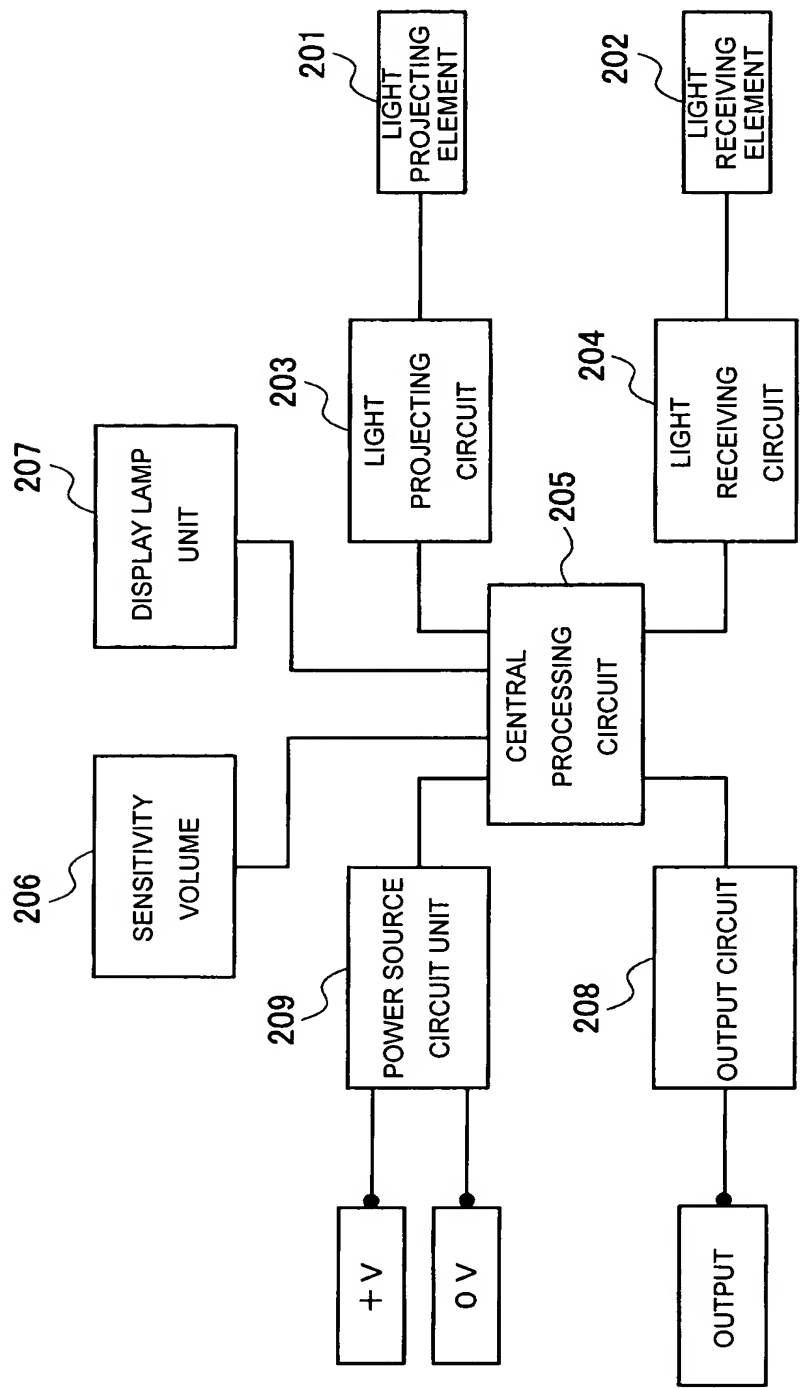 206
SENSITIVITY
VOLUME
207
DISPLAY LAMP
UNIT
209
POWER SOURCE
CIRCUIT UNIT
+V
0V
203
LIGHT
PROJECTING
CIRCUIT
201
LIGHT
PROJECTING
ELEMENT
205
CENTRAL
PROCESSING
CIRCUIT
208
OUTPUT CIRCUIT
OUTPUT
204
LIGHT
RECEIVING
CIRCUIT
202
LIGHT
RECEIVING
ELEMENT